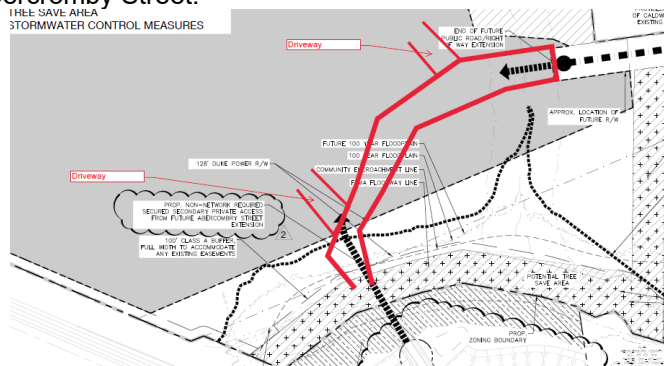 ercromby Street.
TREE SAVE AREA
STORMWATER CONTROL MEASURES
OF CALDW
EXISTING
END OF FUTURE
PUBLIC ROAD/RIGHT
OF WAY EXTENSION
Driveway
APPROX. LOCATION OF
FUTURE R/W
FUTURE 100 YEAR FLOODPLAIN
100 YEAR FLOODPLAIN
128' DUKE POWER R/W
COMMUNITY ENCROACHMENT LINE
FEMA FLOODWAY LINE
Driveway
PROP. NON-NETWORK REQUIRED
SECURED SECONDARY PRIVATE ACCESS
FROM FUTURE ABERCOMBY STREET
EXTENSION
2
100' CLASS A BUFFER,
FULL WIDTH TO ACCOMMODATE
ANY EXISTING EASEMENTS
POTENTIAL TREE
SAVE AREA
PROP.
ZONING BOUNDARY